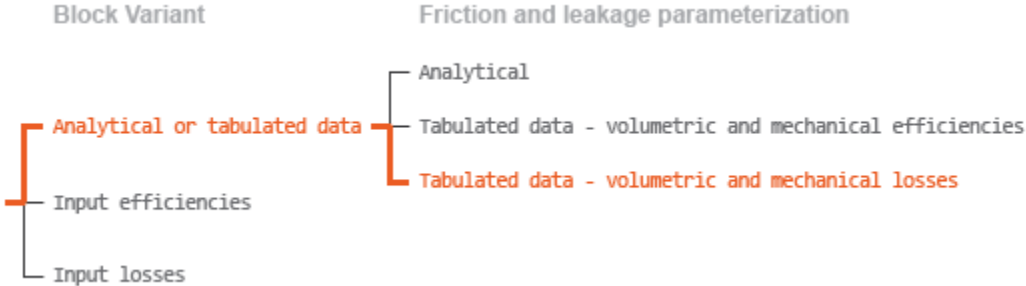 Block Variant
Friction and leakage parameterization
Analytical
Analytical or tabulated data
Tabulated data - volumetric and mechanical efficiencies
Tabulated data - volumetric and mechanical losses
Input efficiencies
Input losses